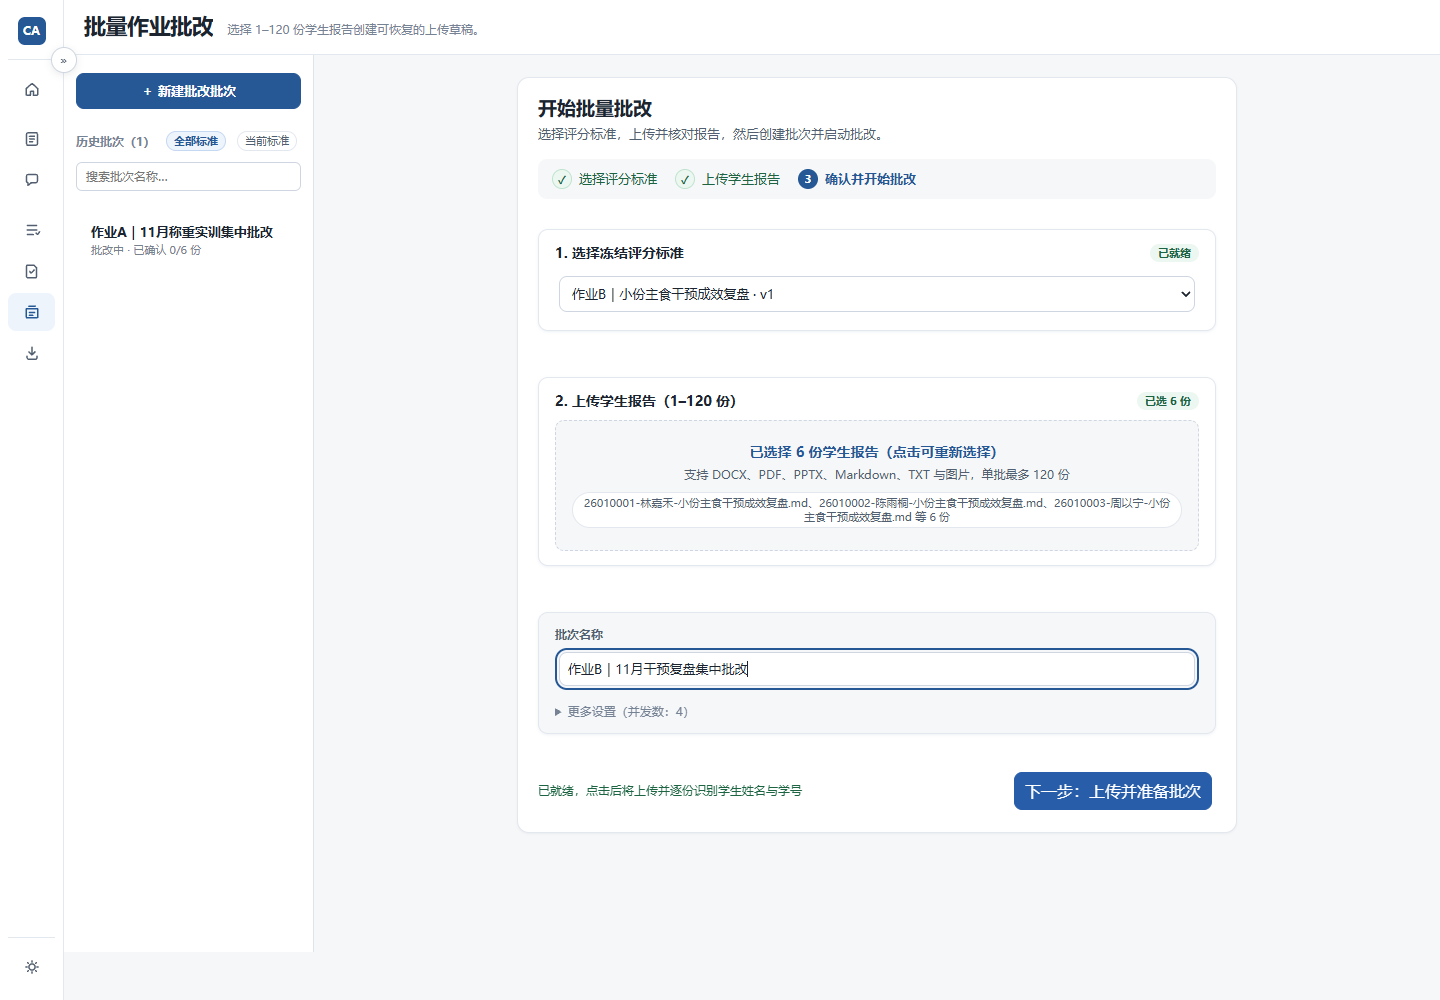 CA
批量作业批改
选择 1–120 份学生报告创建可恢复的上传草稿。
»
+ 新建批改批次
历史批次（1）
全部标准
当前标准
搜索批次名称...
作业A｜11月称重实训集中批改
批改中 · 已确认 0/6 份
开始批量批改
选择评分标准，上传并核对报告，然后创建批次并启动批改。
✓ 选择评分标准
✓ 上传学生报告
3 确认并开始批改
1. 选择冻结评分标准
已就绪
作业B｜小份主食干预成效复盘 · v1
2. 上传学生报告（1–120 份）
已选 6 份
已选择 6 份学生报告（点击可重新选择）
支持 DOCX、PDF、PPTX、Markdown、TXT 与图片，单批最多 120 份
26010001-林嘉禾-小份主食干预成效复盘.md、26010002-陈雨桐-小份主食干预成效复盘.md、26010003-周以宁-小份
主食干预成效复盘.md 等 6 份
批次名称
作业B｜11月干预复盘集中批改
▶ 更多设置（并发数：4）
已就绪，点击后将上传并逐份识别学生姓名与学号
下一步：上传并准备批次